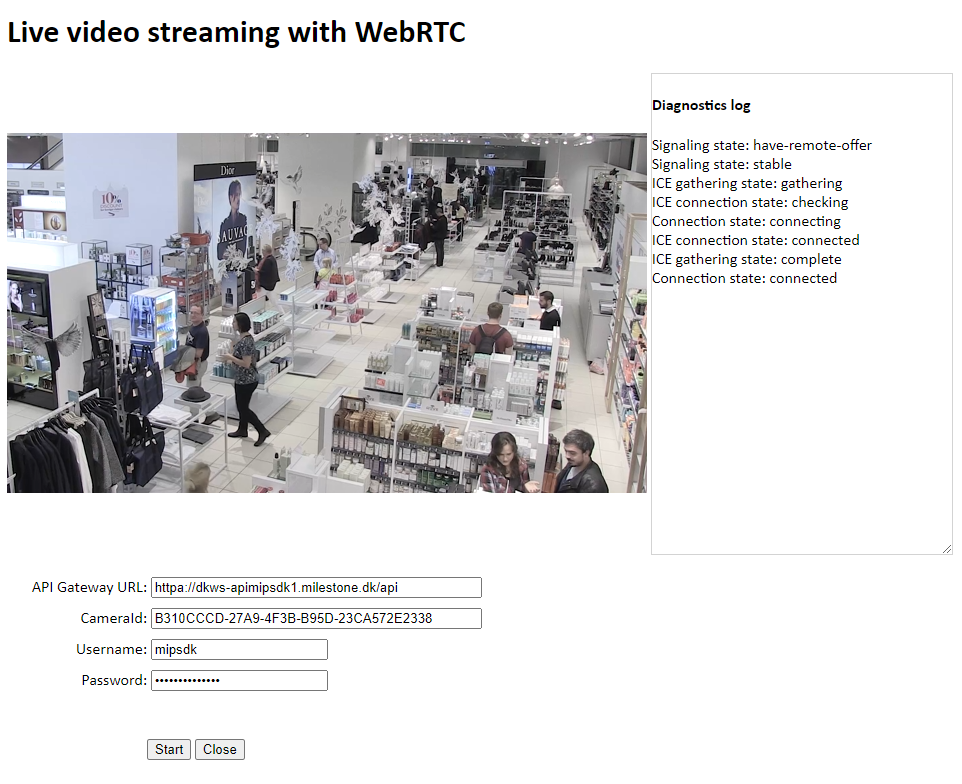 Live video streaming with WebRTC
Diagnostics log
Signaling state: have-remote-offer
Signaling state: stable
ICE gathering state: gathering
ICE connection state: checking
Connection state: connecting
ICE connection state: connected
ICE gathering state: complete
Connection state: connected
Dior
SAUVAG
10%
API Gateway URL: httpa://dkws-apimipsdk1.milestone.dk/api
CameraId: B310CCCD-27A9-4F3B-B95D-23CA572E2338
Username: mipsdk
Password: ••••••••••••••
Start Close